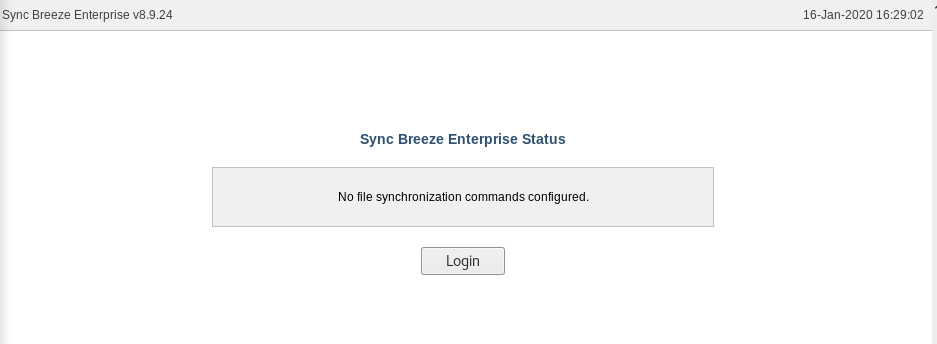 Sync Breeze Enterprise v8.9.24 16-Jan-2020 16:29:02
Sync Breeze Enterprise Status
No file synchronization commands configured.
Login